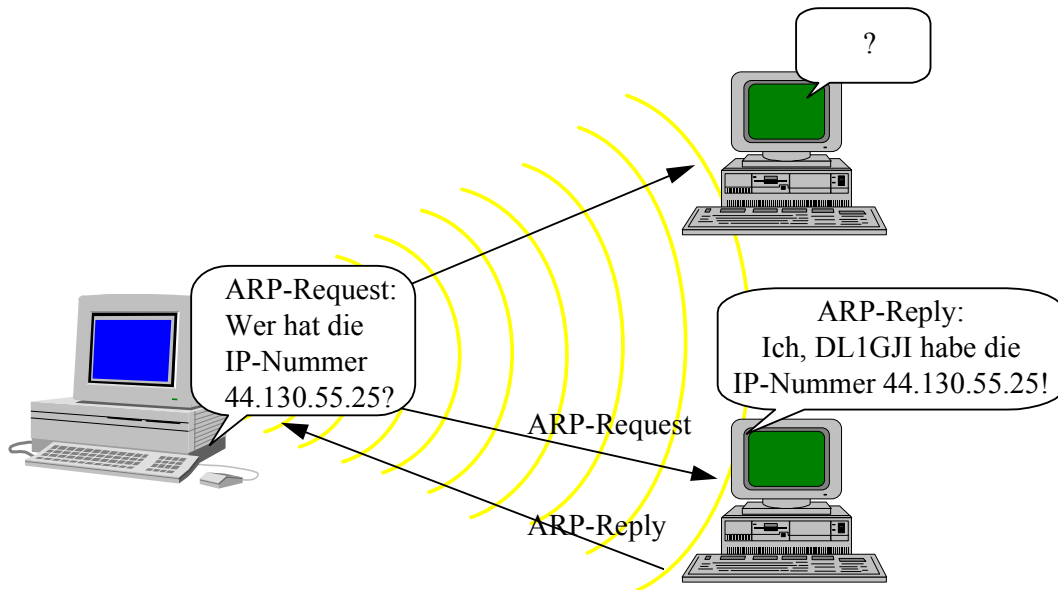 ?
ARP-Request:
Wer hat die
IP-Nummer
44.130.55.25?
ARP-Reply:
Ich, DL1GJI habe die
IP-Nummer 44.130.55.25!
ARP-Request
ARP-Reply